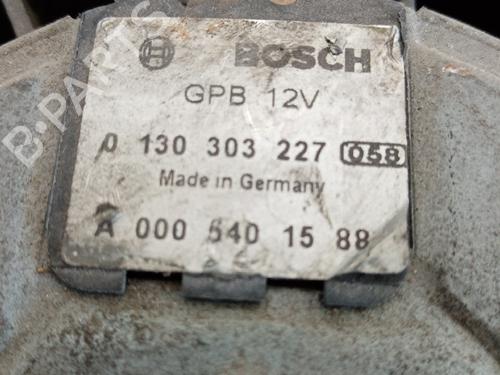 BOSCH
GPB 12V
0 130 303 227 058
Made in Germany
A 000 540 15 88
B-PARTS